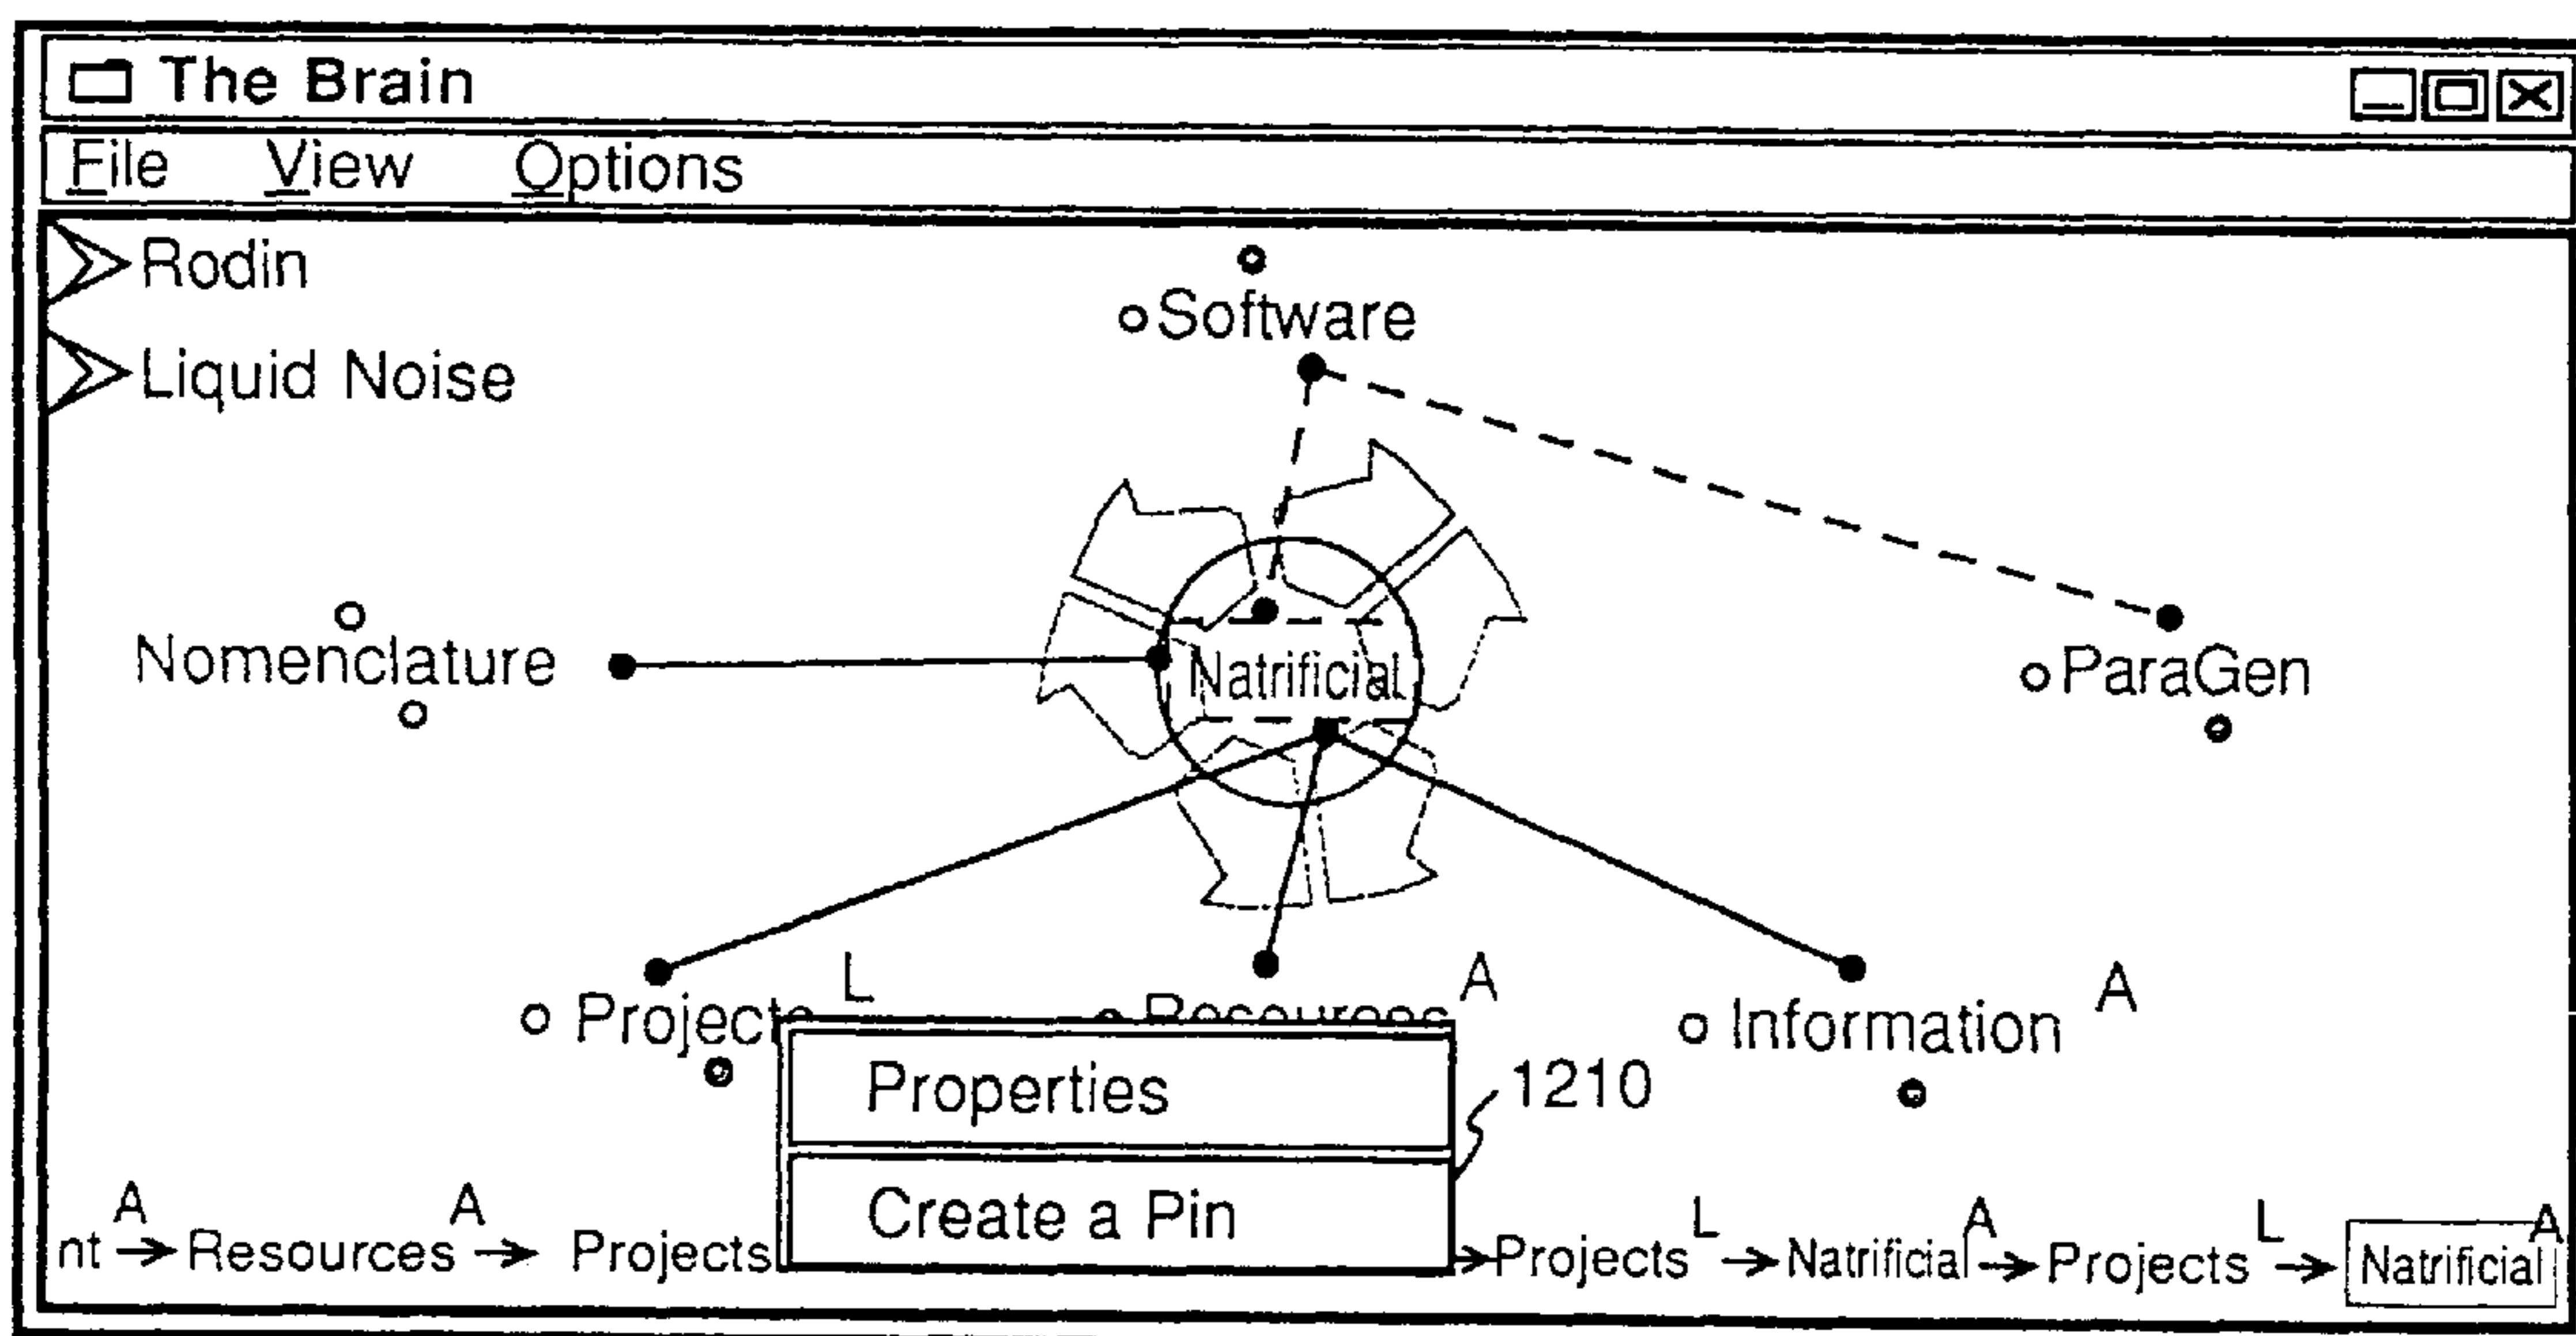 The Brain
File View Options
Rodin
Software
Liquid Noise
Nomenclature
Natrificial
ParaGen
Projects L
Resources A
Information A
Properties
1210
Create a Pin
nt A → Resources A → Projects → Projects L → Natrificial A → Projects L → Natrificial A